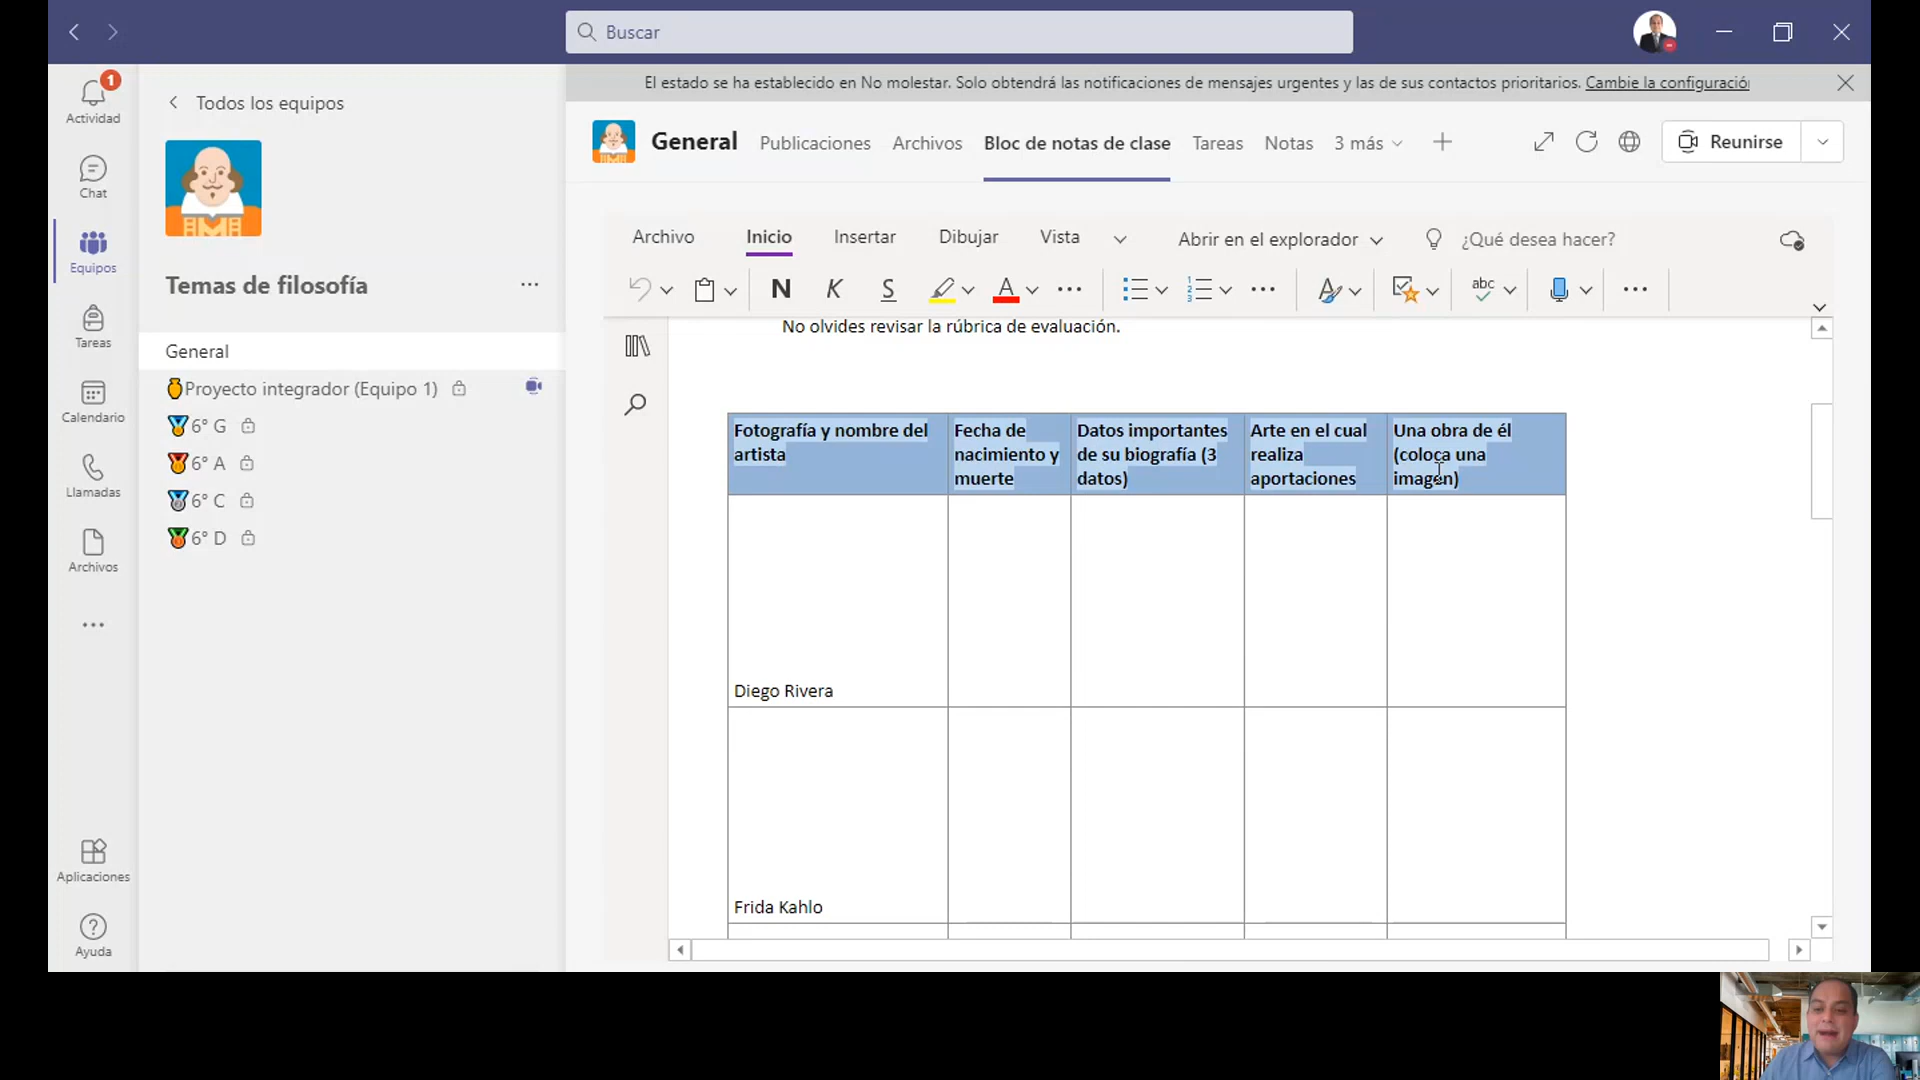 Buscar
1
Actividad
Chat
Equipos
Tareas
Calendario
Llamadas
Archivos
Aplicaciones
Ayuda
Todos los equipos
Temas de filosofía
General
Proyecto integrador (Equipo 1)
6° G
6° A
6° C
6° D
El estado se ha establecido en No molestar. Solo obtendrá las notificaciones de mensajes urgentes y las de sus contactos prioritarios. Cambie la configuración
General Publicaciones Archivos Bloc de notas de clase Tareas Notas 3 más Reunirse
Archivo Inicio Insertar Dibujar Vista Abrir en el explorador ¿Qué desea hacer?
N K S A abc
No olvides revisar la rúbrica de evaluación.
Fotografía y nombre del
artista
Fecha de
nacimiento y
muerte
Datos importantes
de su biografía (3
datos)
Arte en el cual
realiza
aportaciones
Una obra de él
(coloca una
imagen)
Diego Rivera
Frida Kahlo